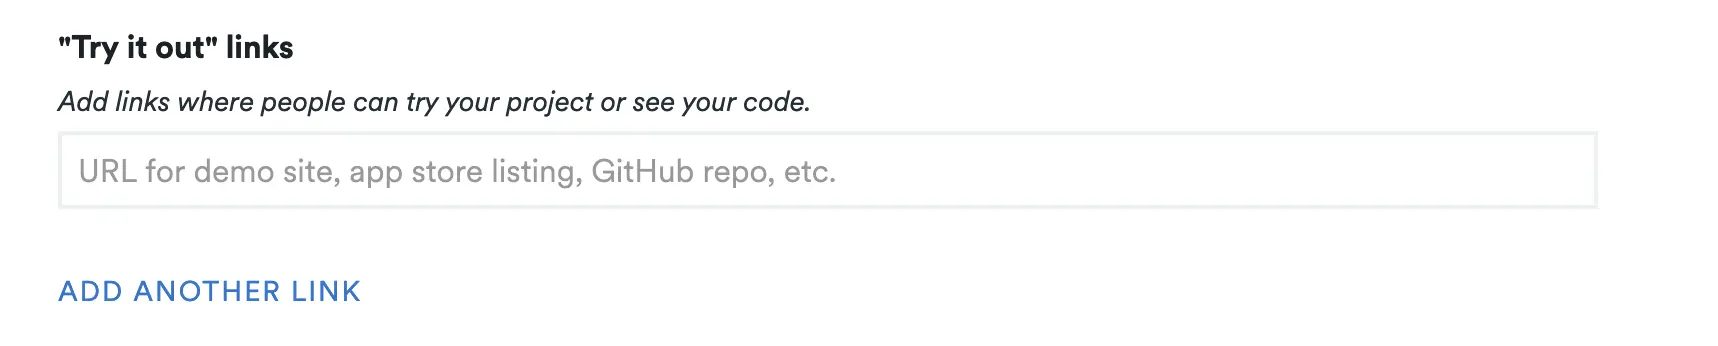 "Try it out" links
Add links where people can try your project or see your code.
URL for demo site, app store listing, GitHub repo, etc.
ADD ANOTHER LINK